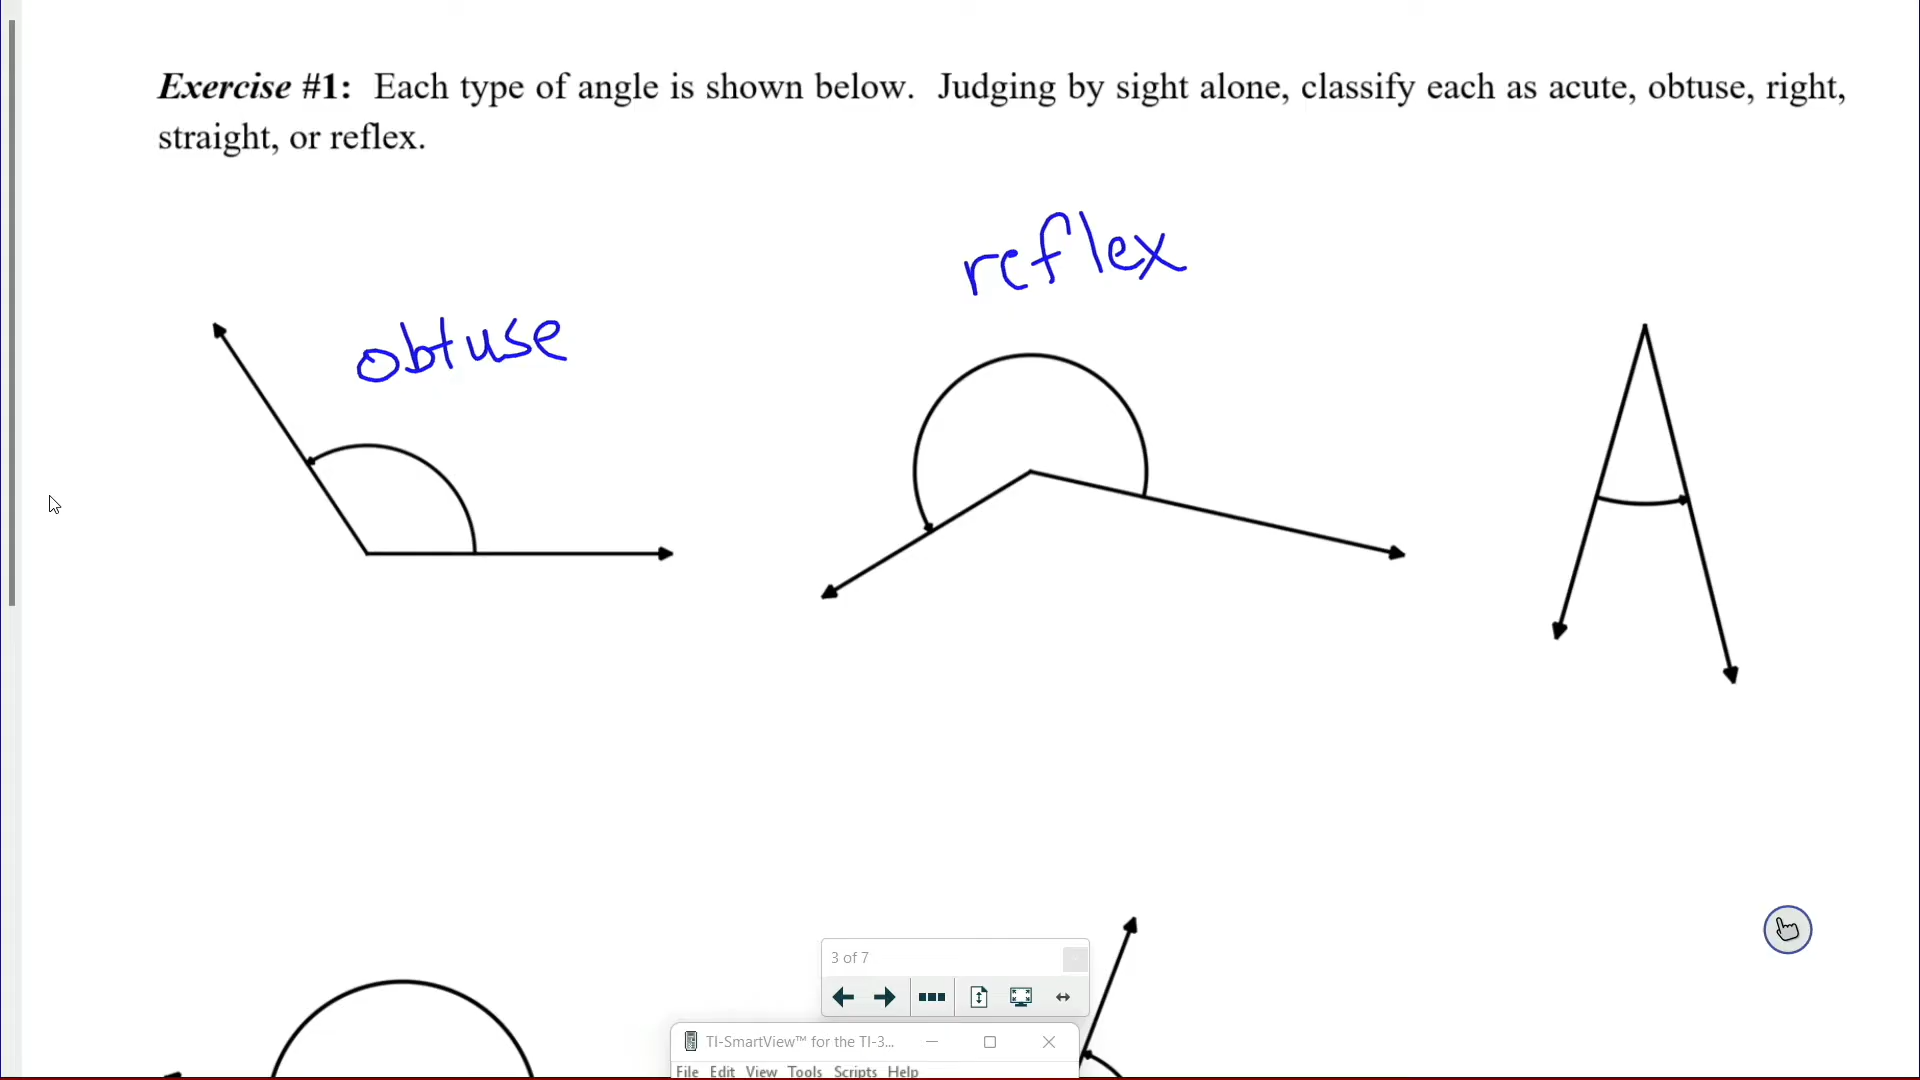 Exercise #1: Each type of angle is shown below. Judging by sight alone, classify each as acute, obtuse, right,
straight, or reflex.
reflex
obtuse
3 of 7
TI-SmartView™ for the TI-3...
File Edit View Tools Scripts Help